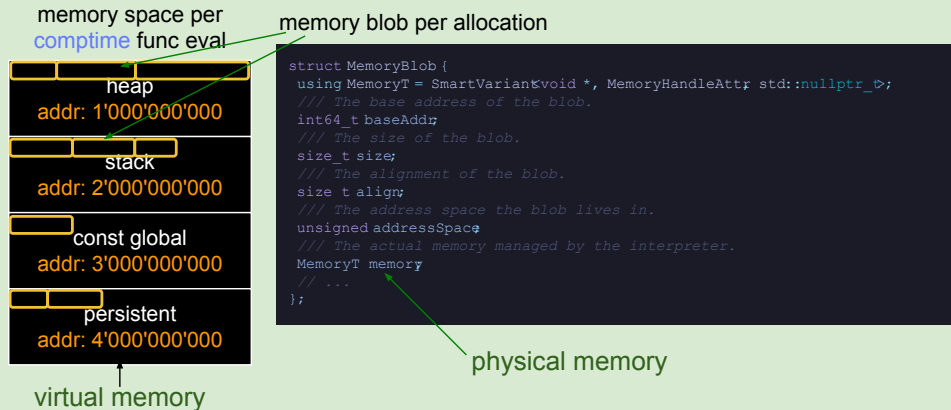 memory space per
comptime func eval
memory blob per allocation
heap
addr: 1'000'000'000
stack
addr: 2'000'000'000
const global
addr: 3'000'000'000
persistent
addr: 4'000'000'000
virtual memory
struct MemoryBlob {
using MemoryT = SmartVariant<void *, MemoryHandleAttr, std::nullptr_t>;
/// The base address of the blob.
int64_t baseAddr;
/// The size of the blob.
size_t size;
/// The alignment of the blob.
size_t align;
/// The address space the blob lives in.
unsigned addressSpace;
/// The actual memory managed by the interpreter.
MemoryT memory;
// ...
};
physical memory